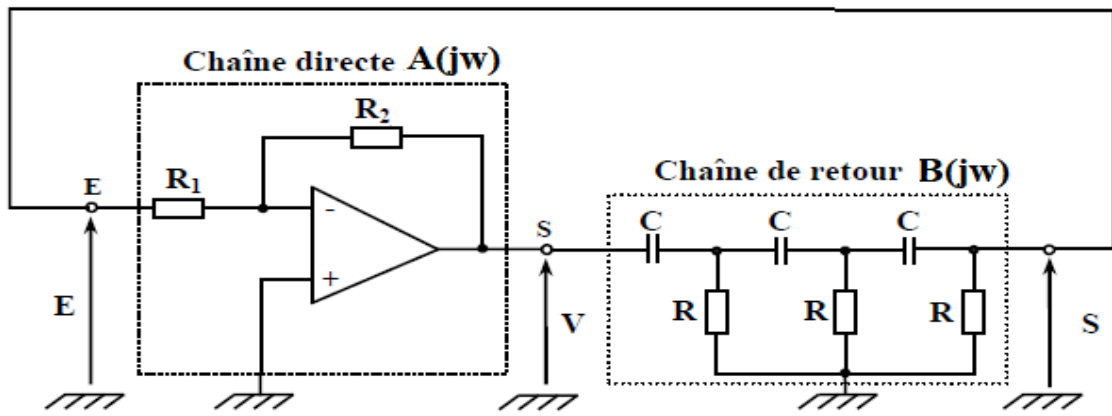 Chaîne directe A(jw)
R2
Chaîne de retour B(jw)
E
R1
C
C
C
-
S
+
E
V
R
R
R
S